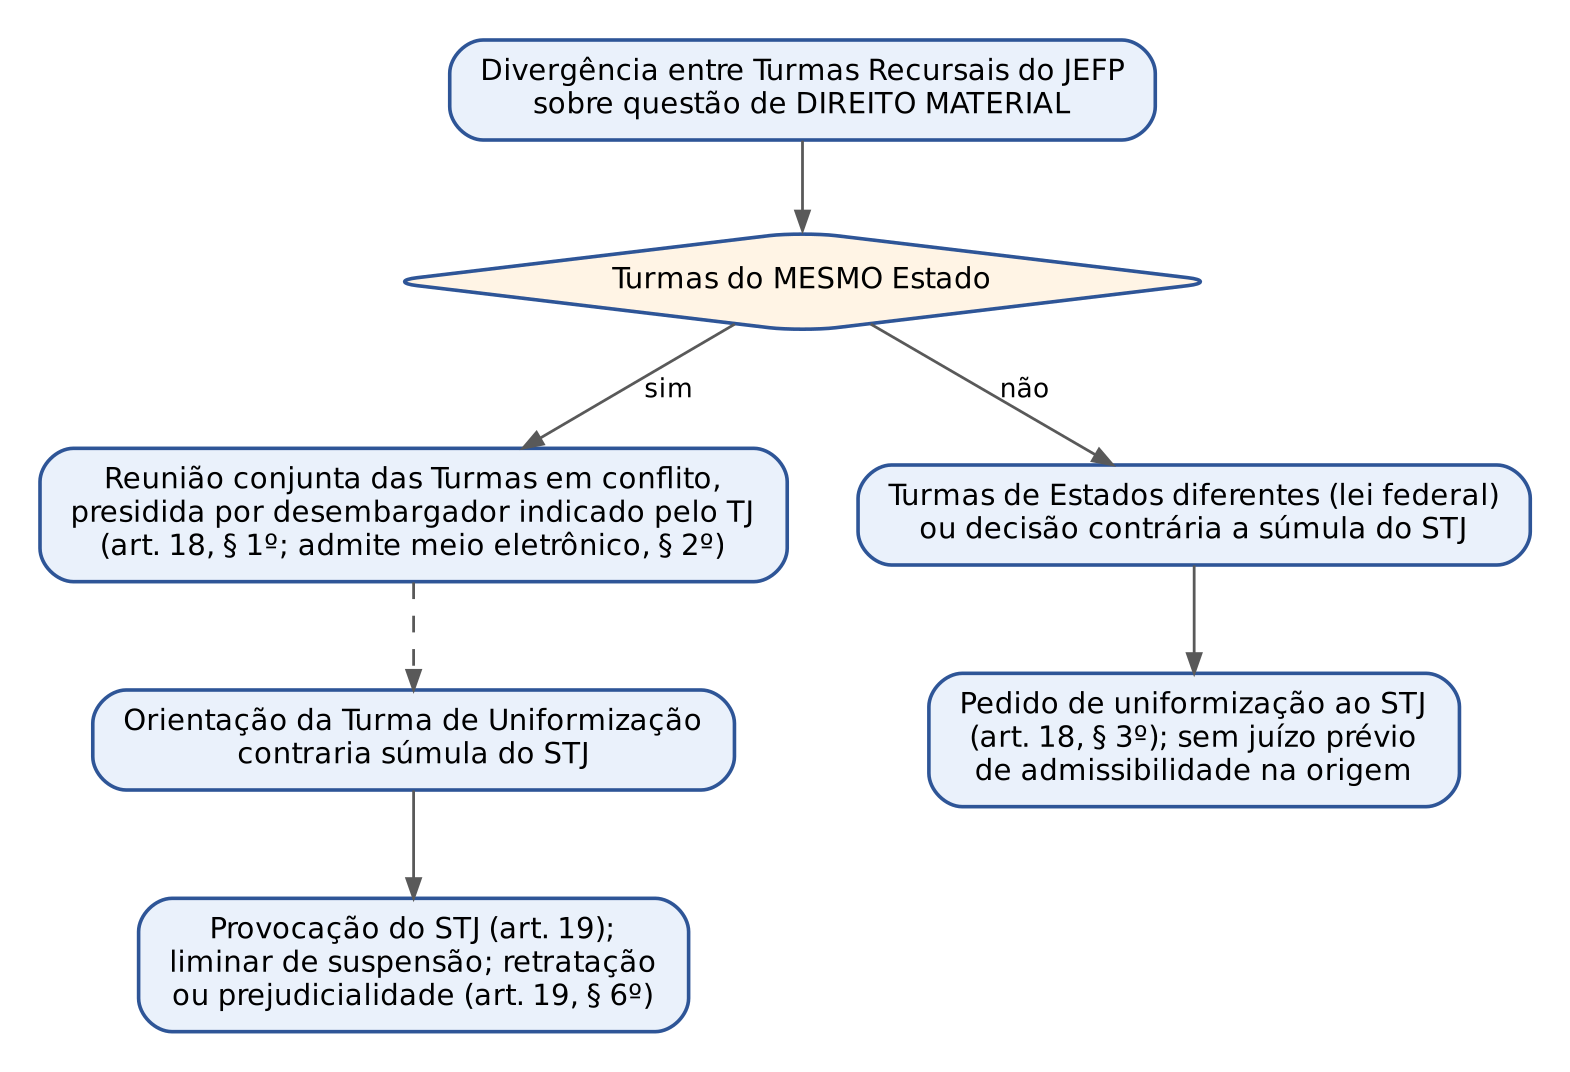 Divergência entre Turmas Recursais do JEFP
sobre questão de DIREITO MATERIAL
Turmas do MESMO Estado
sim
não
Reunião conjunta das Turmas em conflito,
presidida por desembargador indicado pelo TJ
(art. 18, § 1º; admite meio eletrônico, § 2º)
Turmas de Estados diferentes (lei federal)
ou decisão contrária a súmula do STJ
Orientação da Turma de Uniformização
contraria súmula do STJ
Pedido de uniformização ao STJ
(art. 18, § 3º); sem juízo prévio
de admissibilidade na origem
Provocação do STJ (art. 19);
liminar de suspensão; retratação
ou prejudicialidade (art. 19, § 6º)